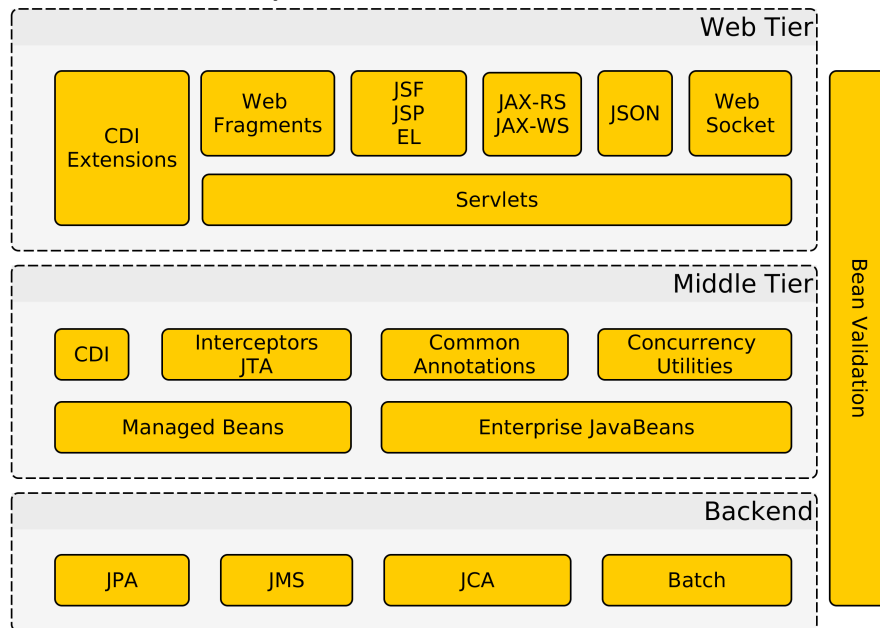 Web Tier
CDI
Extensions
Web
Fragments
JSF
JSP
EL
JAX-RS
JAX-WS
JSON
Web
Socket
Servlets
Middle Tier
CDI
Interceptors
JTA
Common
Annotations
Concurrency
Utilities
Managed Beans
Enterprise JavaBeans
Backend
JPA
JMS
JCA
Batch
Bean Validation